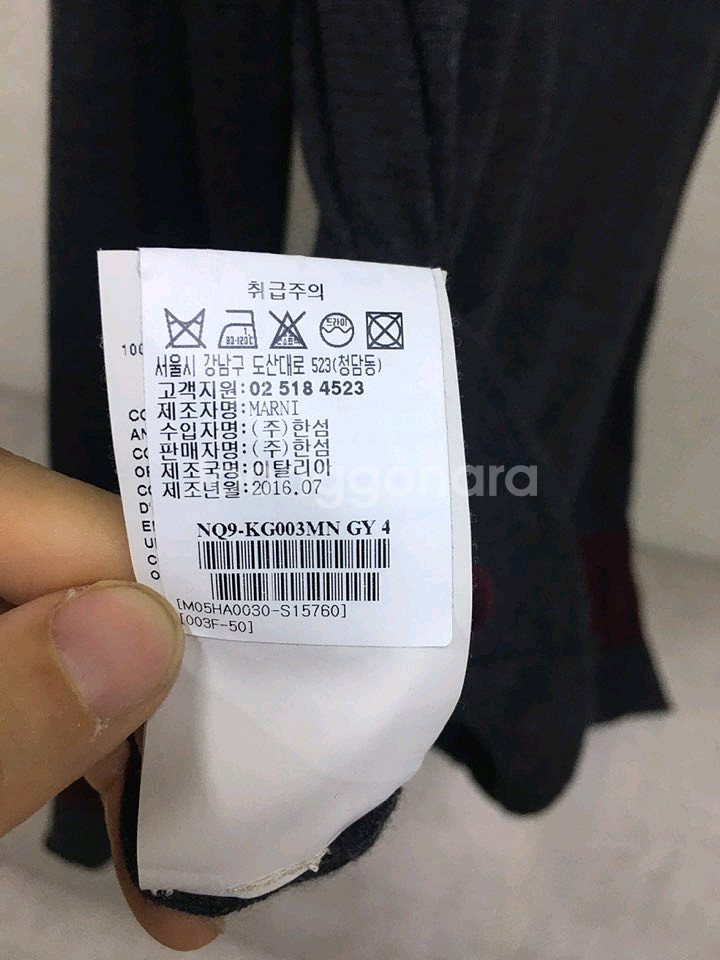 취급주의
드라이
서울시 강남구 도산대로 523(청담동)
고객지원:02 518 4523
제조자명:MARNI
수입자명:(주)한섬
판매자명:(주)한섬
제조국명:이탈리아
제조년월:2016.07
NQ9-KG003MN GY 4
[M05HA0030-S15760]
[003F-50]